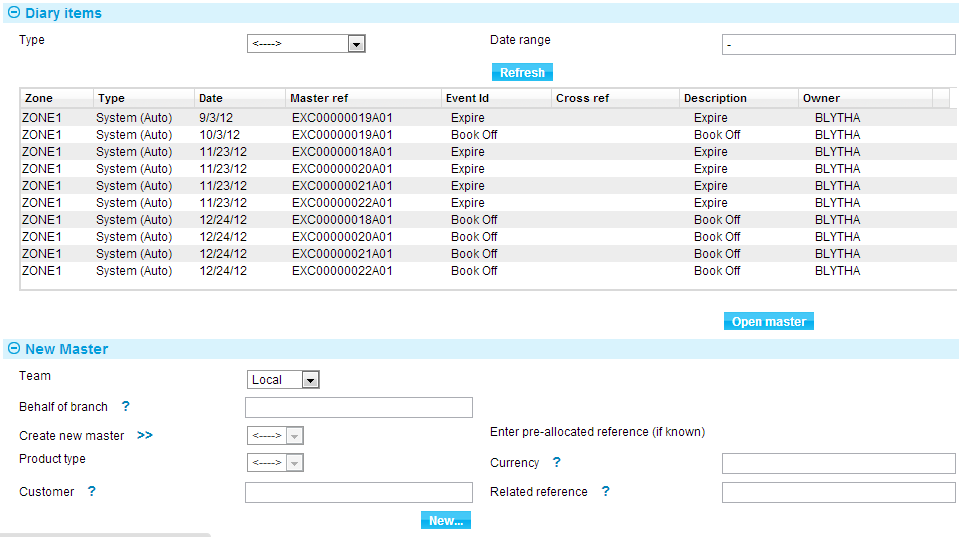 Diary items
Type <----> Date range -
Refresh
Zone Type Date Master ref Event Id Cross ref Description Owner
ZONE1 System (Auto) 9/3/12 EXC00000019A01 Expire Expire BLYTHA
ZONE1 System (Auto) 10/3/12 EXC00000019A01 Book Off Book Off BLYTHA
ZONE1 System (Auto) 11/23/12 EXC00000018A01 Expire Expire BLYTHA
ZONE1 System (Auto) 11/23/12 EXC00000020A01 Expire Expire BLYTHA
ZONE1 System (Auto) 11/23/12 EXC00000021A01 Expire Expire BLYTHA
ZONE1 System (Auto) 11/23/12 EXC00000022A01 Expire Expire BLYTHA
ZONE1 System (Auto) 12/24/12 EXC00000018A01 Book Off Book Off BLYTHA
ZONE1 System (Auto) 12/24/12 EXC00000020A01 Book Off Book Off BLYTHA
ZONE1 System (Auto) 12/24/12 EXC00000021A01 Book Off Book Off BLYTHA
ZONE1 System (Auto) 12/24/12 EXC00000022A01 Book Off Book Off BLYTHA
Open master
New Master
Team Local
Behalf of branch ?
Create new master >> <----> Enter pre-allocated reference (if known)
Product type <----> Currency ?
Customer ? Related reference ?
New...